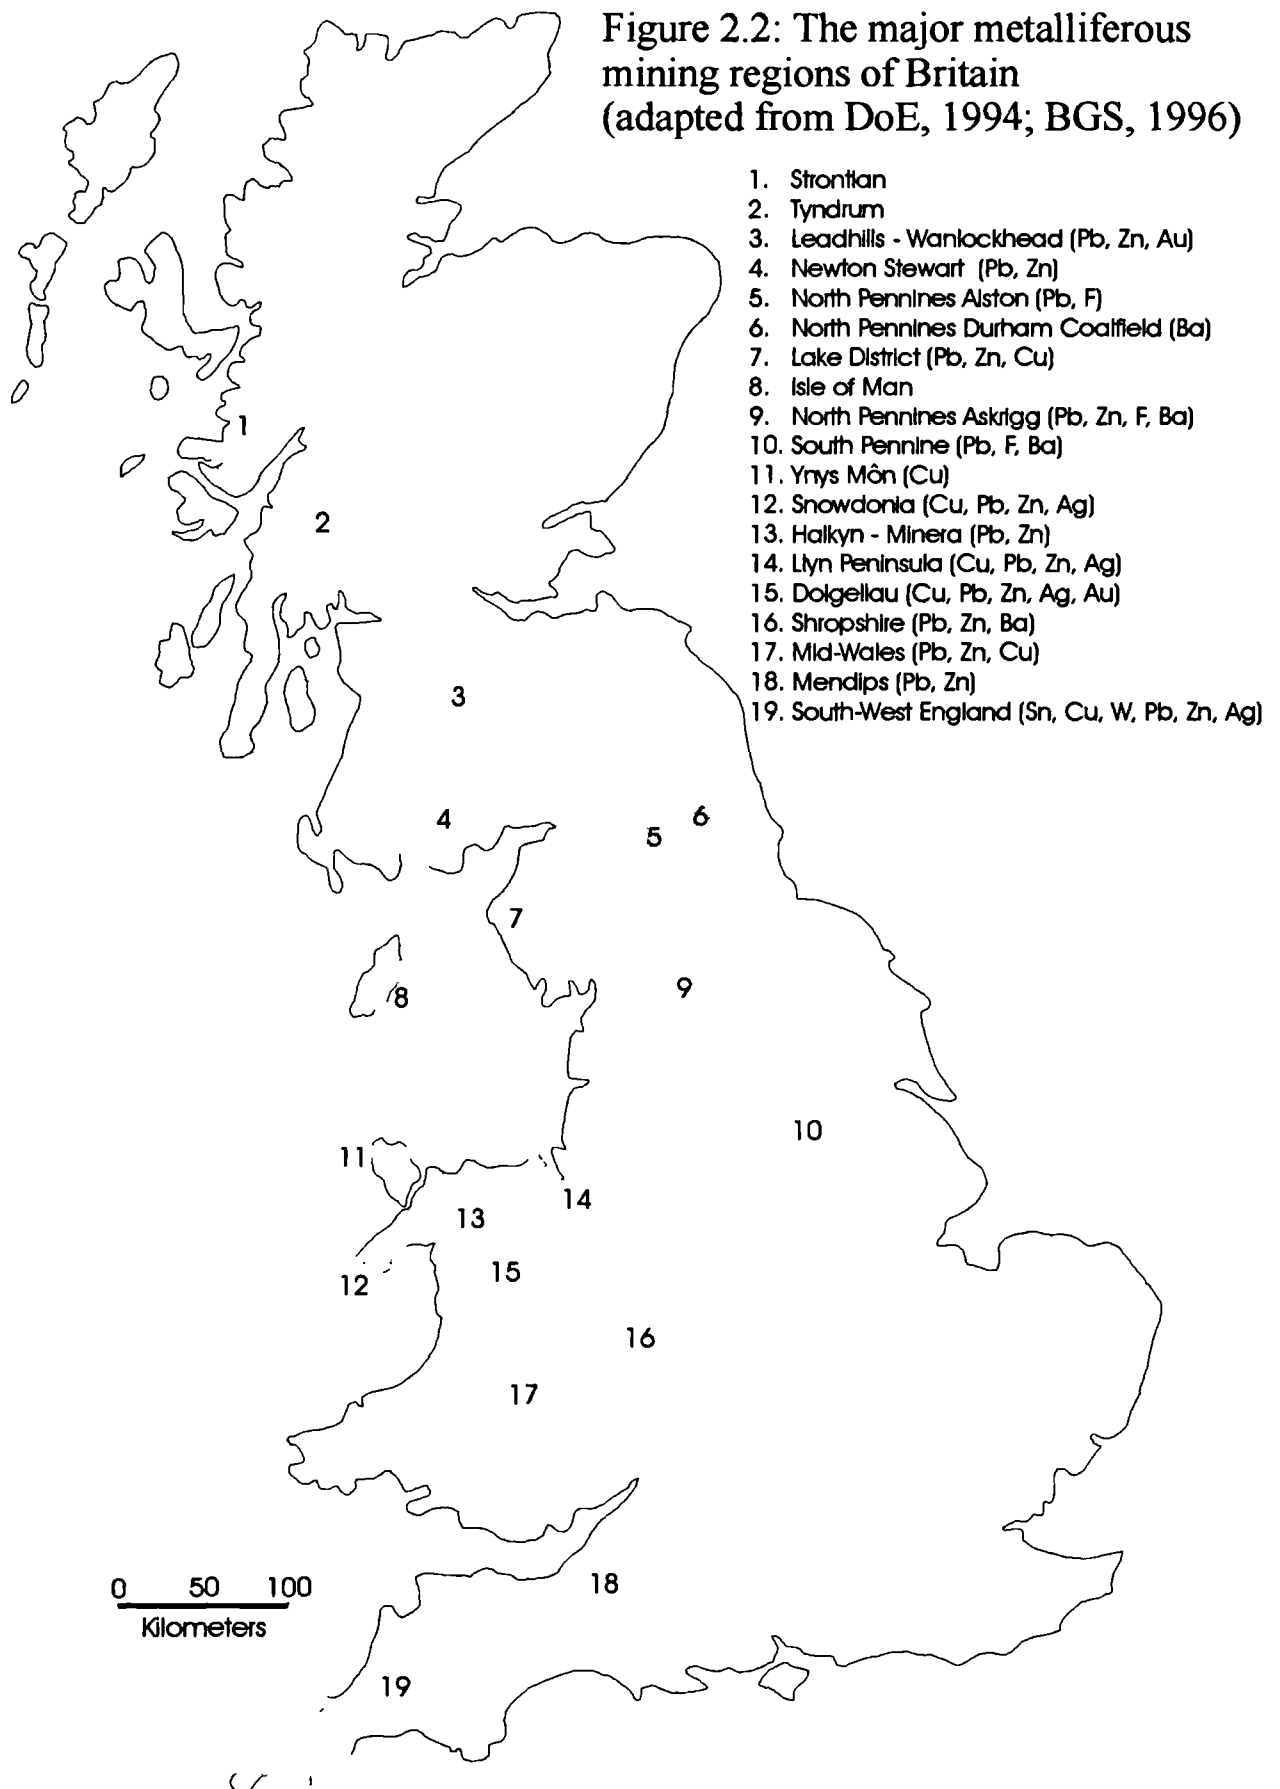 Figure 2.2: The major metalliferous
mining regions of Britain
(adapted from DoE, 1994; BGS, 1996)
1. Strontian
2. Tyndrum
3. Leadhills - Wanlockhead (Pb, Zn, Au)
4. Newton Stewart (Pb, Zn)
5. North Pennines Alston (Pb, F)
6. North Pennines Durham Coalfield (Ba)
7. Lake District (Pb, Zn, Cu)
8. Isle of Man
9. North Pennines Askrigg (Pb, Zn, F, Ba)
10. South Pennine (Pb, F, Ba)
11. Ynys Môn (Cu)
12. Snowdonia (Cu, Pb, Zn, Ag)
13. Halkyn - Minera (Pb, Zn)
14. Llyn Peninsula (Cu, Pb, Zn, Ag)
15. Dolgellau (Cu, Pb, Zn, Ag, Au)
16. Shropshire (Pb, Zn, Ba)
17. Mid-Wales (Pb, Zn, Cu)
18. Mendips (Pb, Zn)
19. South-West England (Sn, Cu, W, Pb, Zn, Ag)
1
2
3
4
5
6
7
8
9
10
11
14
13
15
12
16
17
18
0 50 100
Kilometers
19